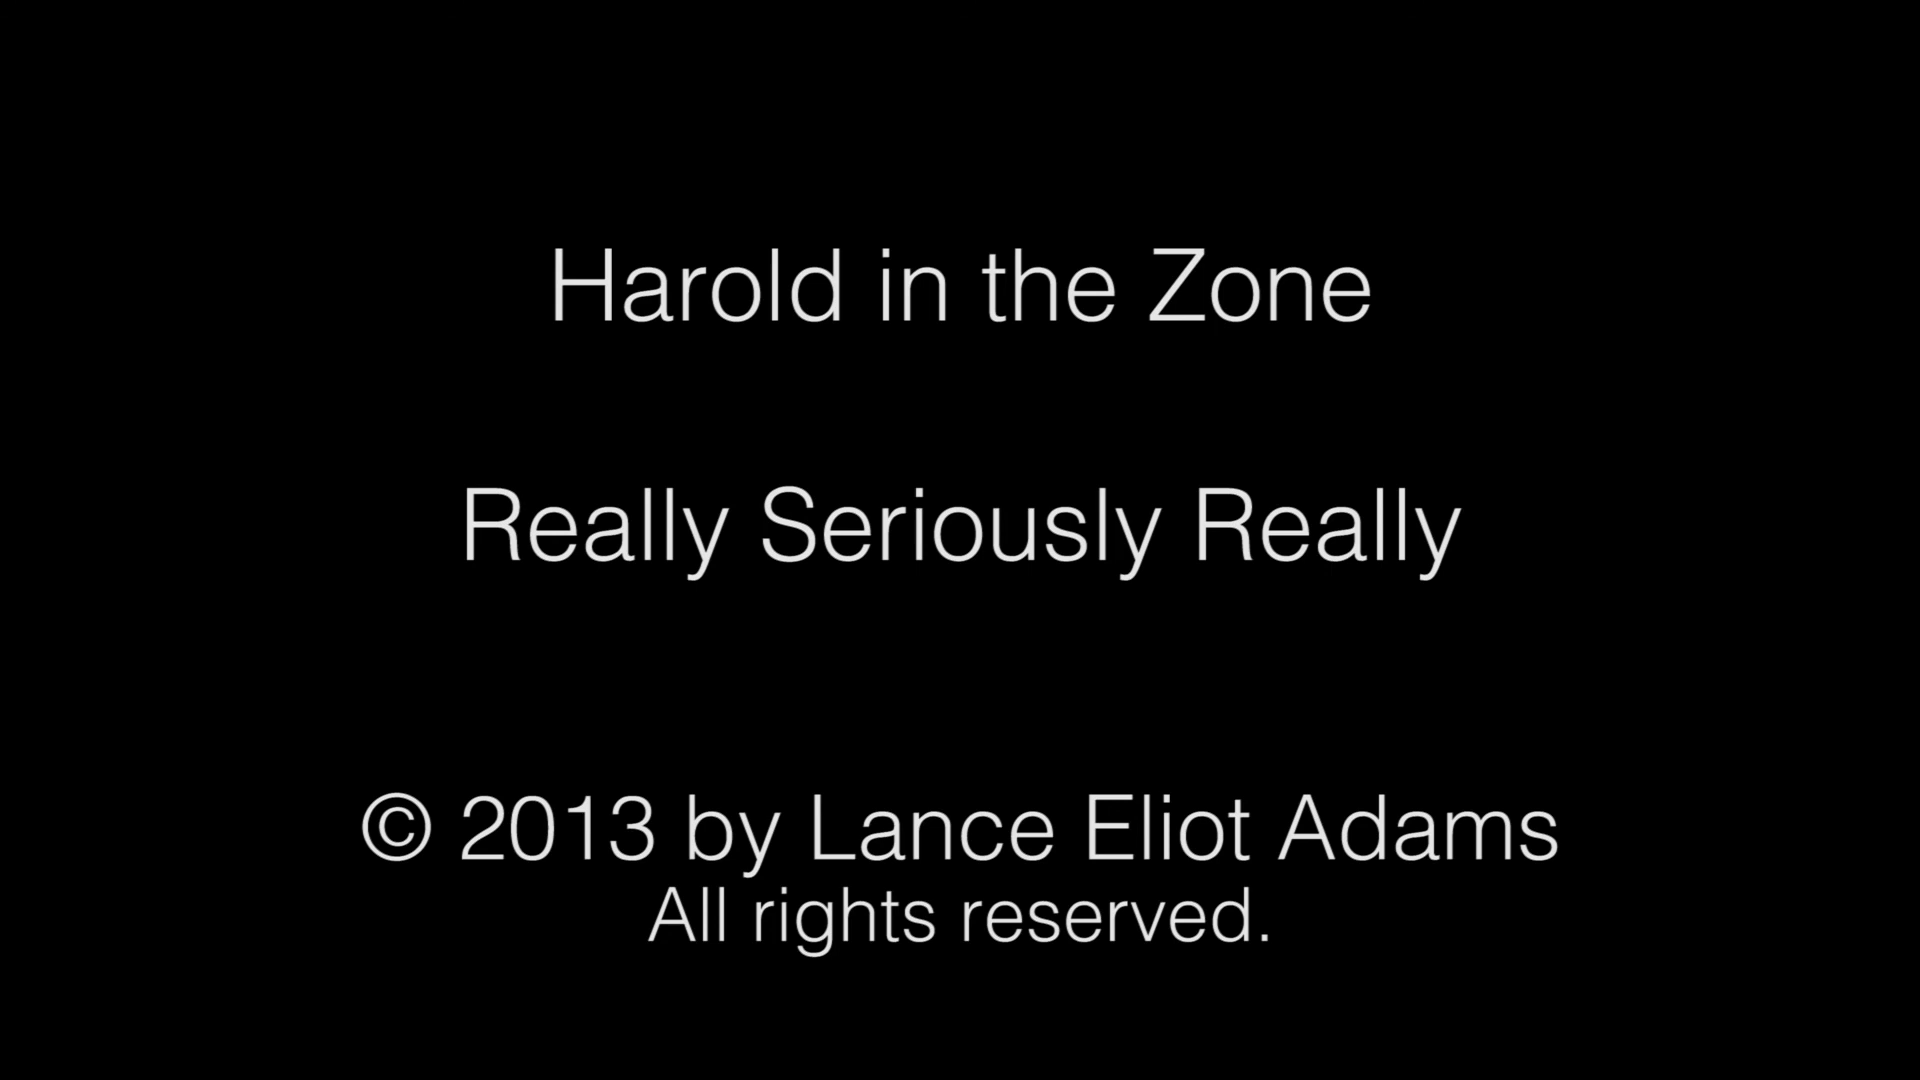 Harold in the Zone
Really Seriously Really
© 2013 by Lance Eliot Adams
All rights reserved.